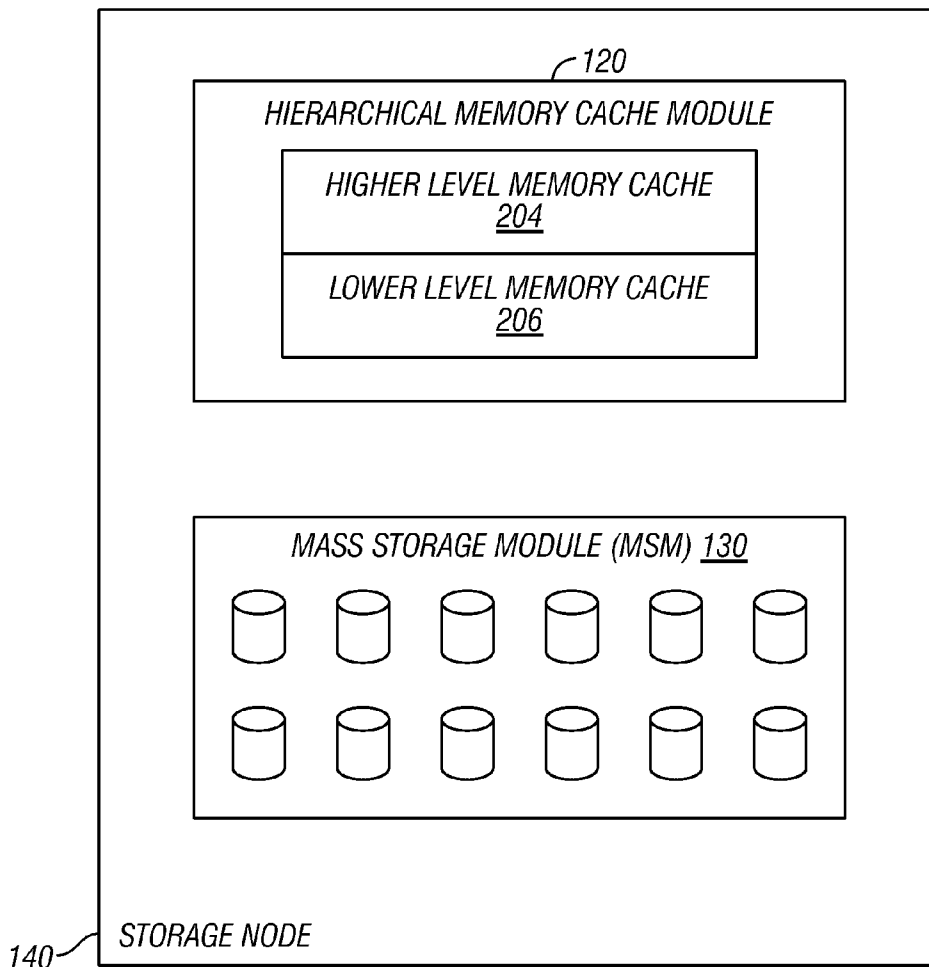 120
HIERARCHICAL MEMORY CACHE MODULE
HIGHER LEVEL MEMORY CACHE
204
LOWER LEVEL MEMORY CACHE
206
MASS STORAGE MODULE (MSM) 130
STORAGE NODE
140